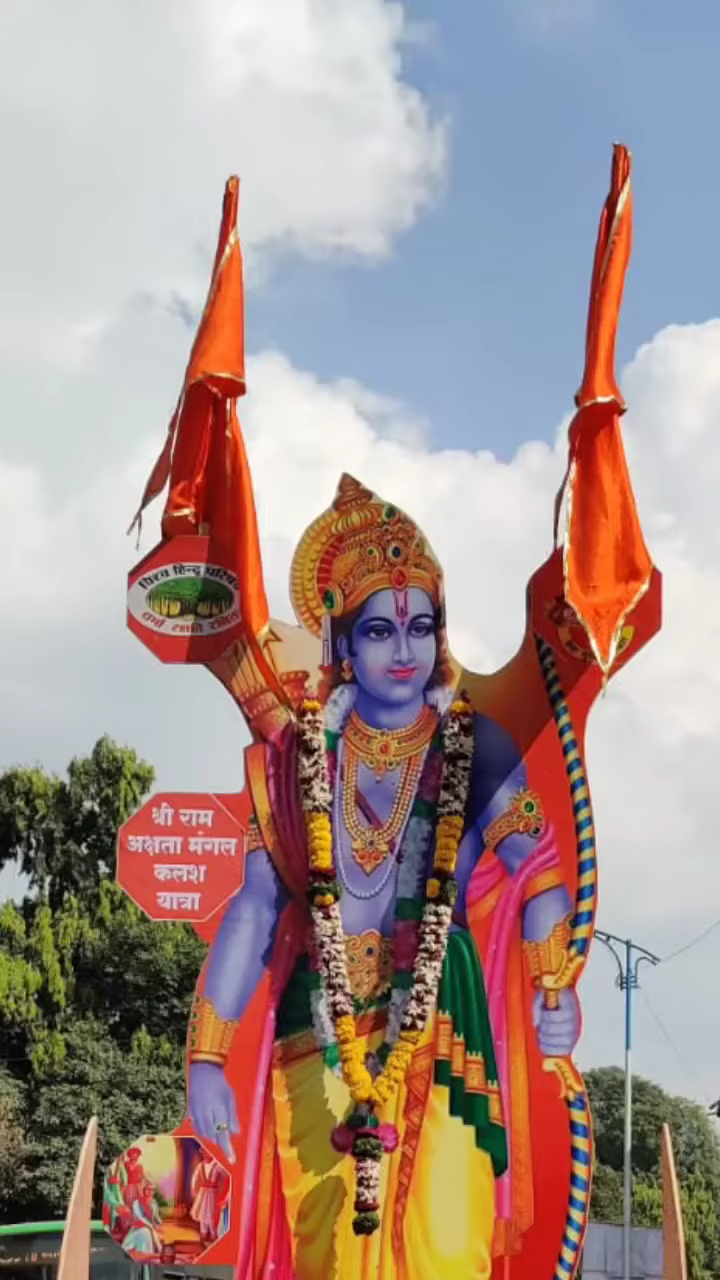 विश्व हिन्दू परिषद
धर्मो रक्षति रक्षितः
श्री राम
अक्षता मंगल
कलश
यात्रा